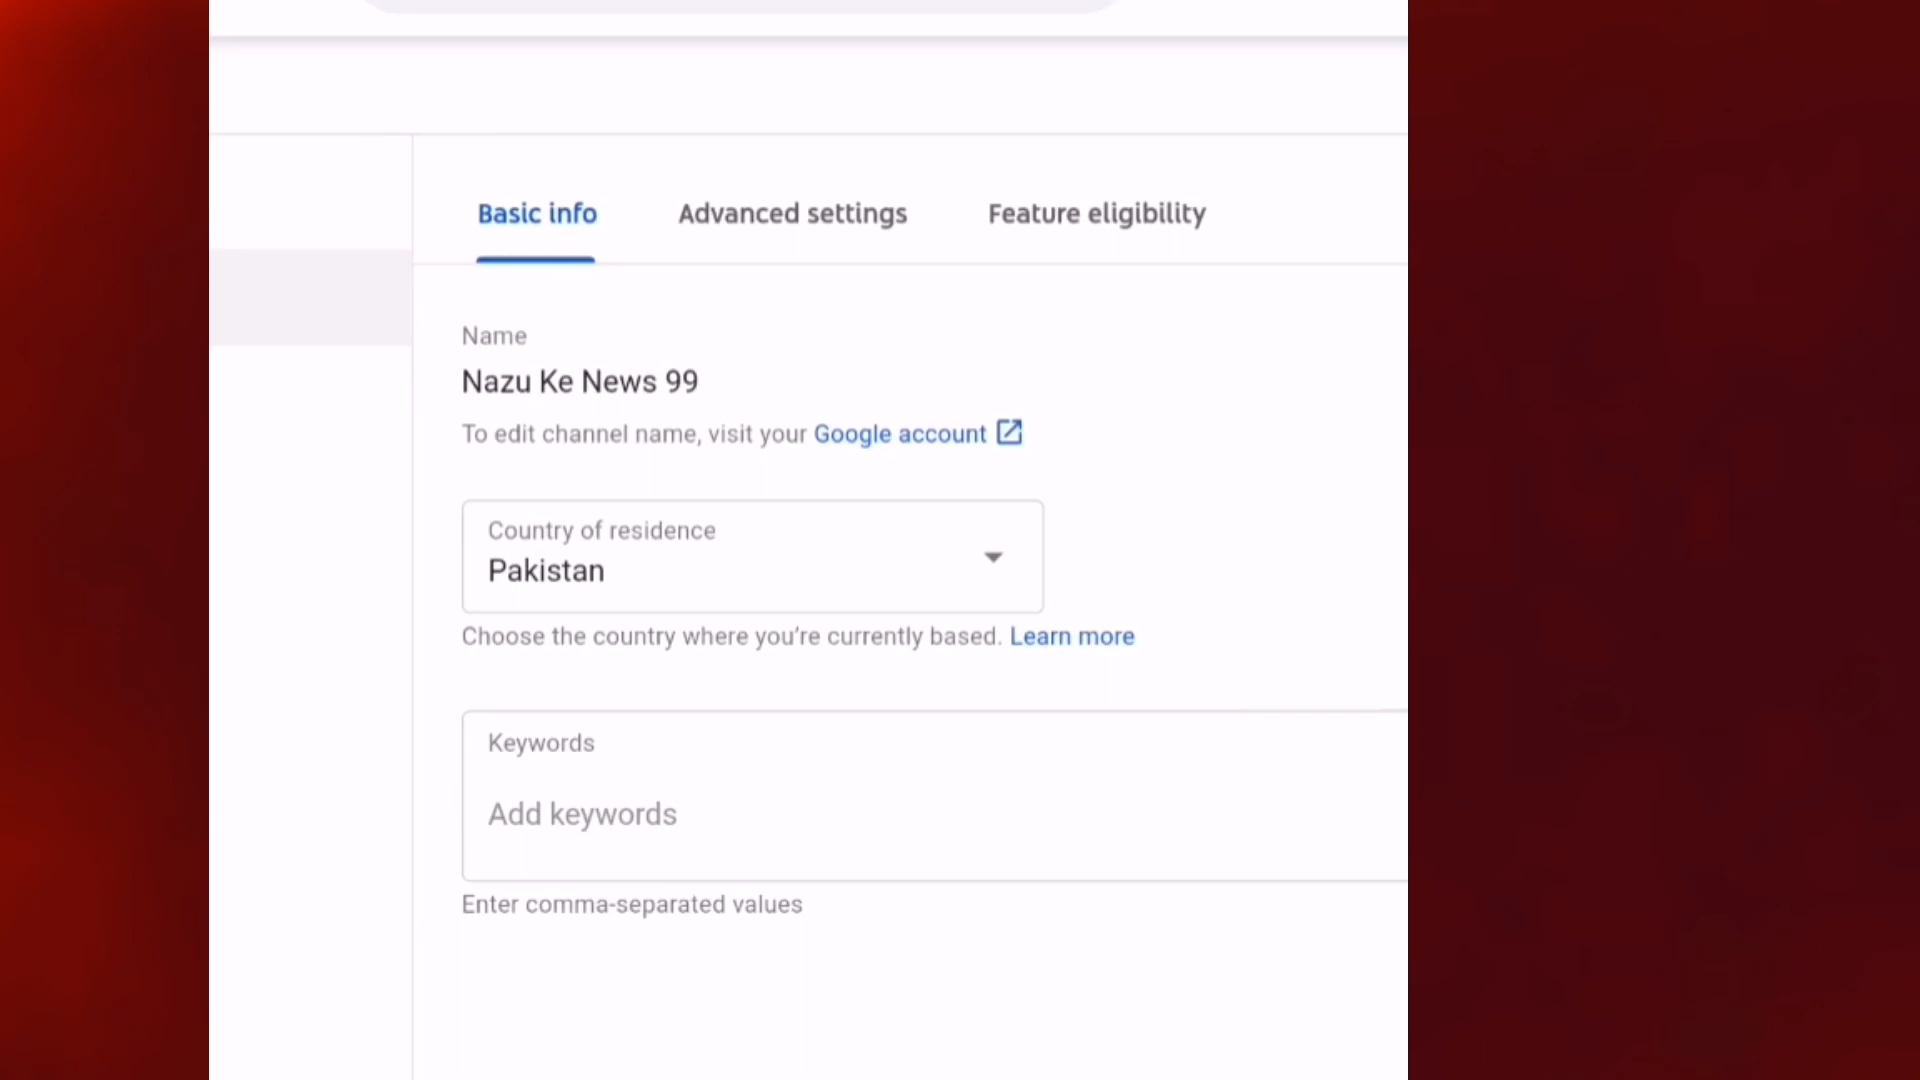 Basic info Advanced settings Feature eligibility
Name
Nazu Ke News 99
To edit channel name, visit your Google account
Country of residence
Pakistan
Choose the country where you’re currently based. Learn more
Keywords
Add keywords
Enter comma-separated values